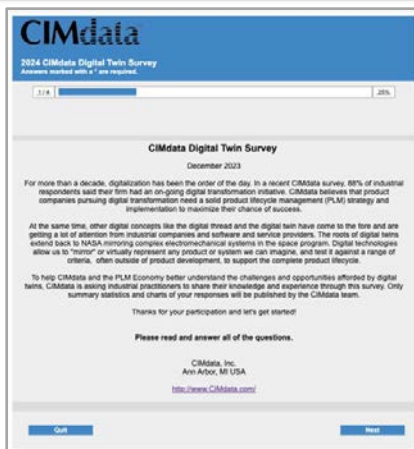 CIMdata
2024 CIMdata Digital Twin Survey
Answers marked with a * are required.
1 / 4
25%
CIMdata Digital Twin Survey
December 2023
For more than a decade, digitalization has been the order of the day. In a recent CIMdata survey, 88% of industrial
respondents said their firm had an on-going digital transformation initiative. CIMdata believes that product
companies pursuing digital transformation need a solid product lifecycle management (PLM) strategy and
implementation to maximize their chance of success.
At the same time, other digital concepts like the digital thread and the digital twin have come to the fore and are
getting a lot of attention from industrial companies and software and service providers. The roots of digital twins
extend back to NASA mirroring complex electromechanical systems in the space program. Digital technologies
allow us to "mirror" or virtually represent any product or system we can imagine, and test it against a range of
criteria, often outside of product development, to support the complete product lifecycle.
To help CIMdata and the PLM Economy better understand the challenges and opportunities afforded by digital
twins, CIMdata is asking industrial practitioners to share their knowledge and experience through this survey. Only
summary statistics and charts of your responses will be published by the CIMdata team.
Thanks for your participation and let's get started!
Please read and answer all of the questions.
CIMdata, Inc.
Ann Arbor, MI USA
http://www.CIMdata.com/
Quit
Next